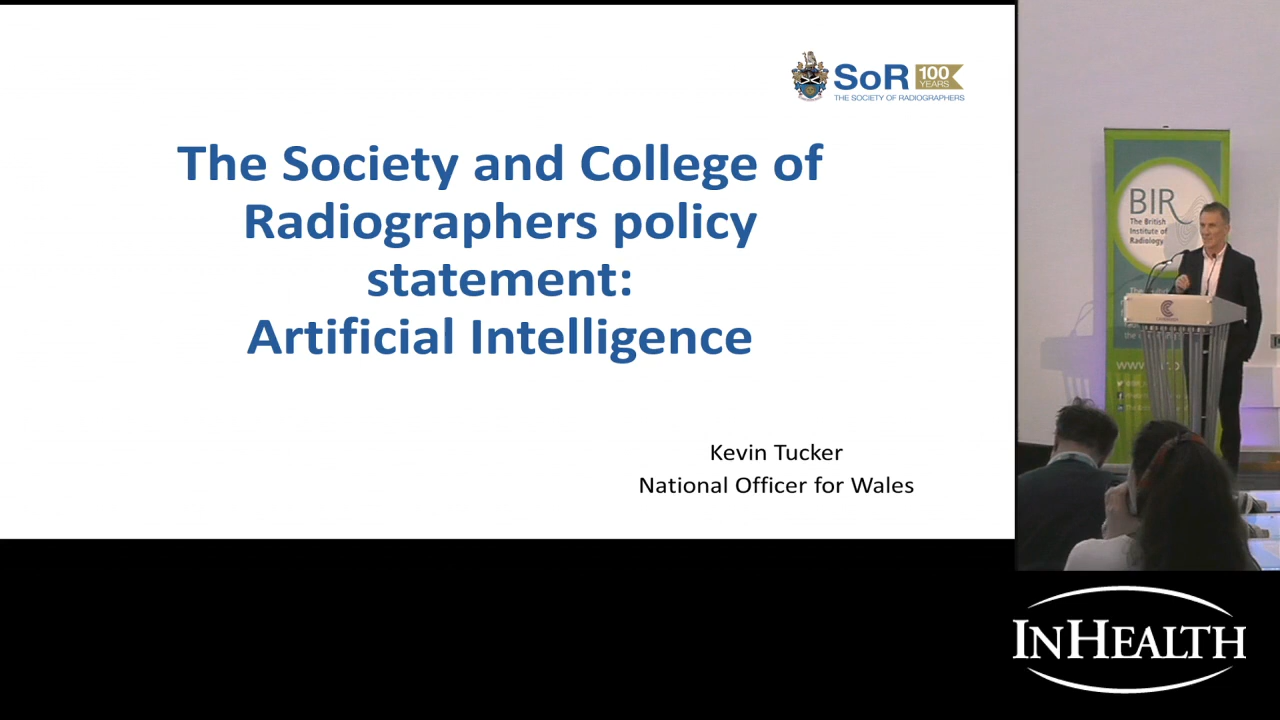 SoR 100 YEARS
THE SOCIETY OF RADIOGRAPHERS
The Society and College of
Radiographers policy
statement:
Artificial Intelligence
Kevin Tucker
National Officer for Wales
BIR
The British
Institute of
Radiology
INHEALTH